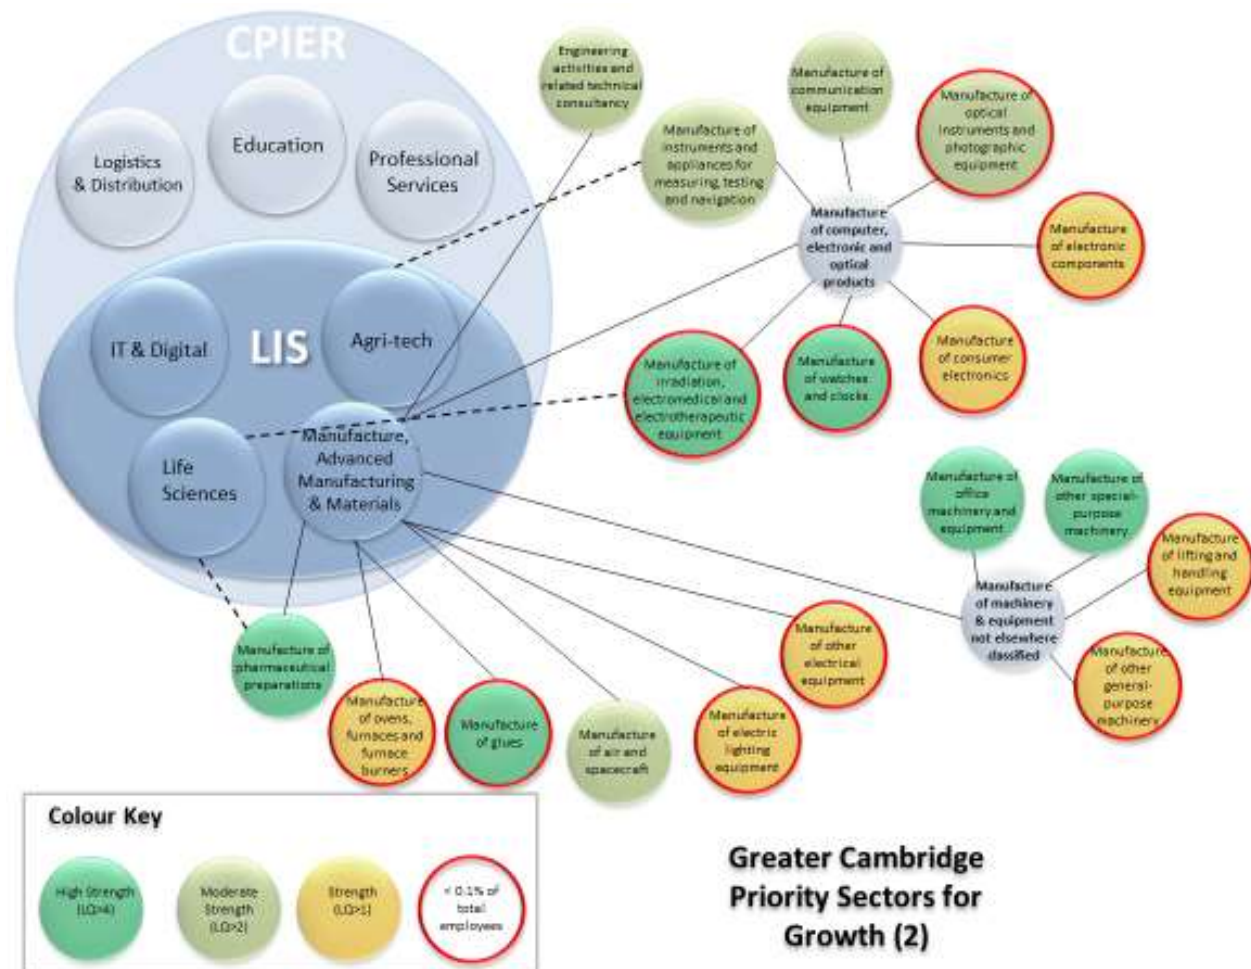 CPIER
Logistics
& Distribution
Education
Professional
Services
IT & Digital
LIS
Agri-tech
Life
Sciences
Manufacture,
Advanced
Manufacturing
& Materials
Engineering
activities and
related technical
consultancy
Manufacture of
instruments and
appliances for
measuring, testing
and navigation
Manufacture of
communication
equipment
Manufacture of
optical
instruments and
photographic
equipment
Manufacture
of computer,
electronic and
optical
products
Manufacture
of electronic
components
Manufacture of
irradiation,
electromedical and
electrotherapeutic
equipment
Manufacture
of watches
and clocks
Manufacture
of consumer
electronics
Manufacture of
office
machinery and
equipment
Manufacture of
other special-
purpose
machinery
Manufacture
of lifting and
handling
equipment
Manufacture
of machinery
& equipment
not elsewhere
classified
Manufacture
of other
general-
purpose
machinery
Manufacture of
pharmaceutical
preparations
Manufacture
of ovens,
furnaces and
furnace
burners
Manufacture
of glues
Manufacture
of air and
spacecraft
Manufacture
of electric
lighting
equipment
Manufacture
of other
electrical
equipment
Colour Key
High Strength
(LQ>4)
Moderate
Strength
(LQ>2)
Strength
(LQ>1)
< 0.1% of
total
employees
Greater Cambridge
Priority Sectors for
Growth (2)